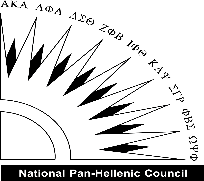 ΑΚΑ
ΑΦΑ
ΔΣΘ
ΖΦΒ
ΙΦΘ
ΚΑΨ
ΣΓΡ
ΦΒΣ
ΩΨΦ
National Pan-Hellenic Council